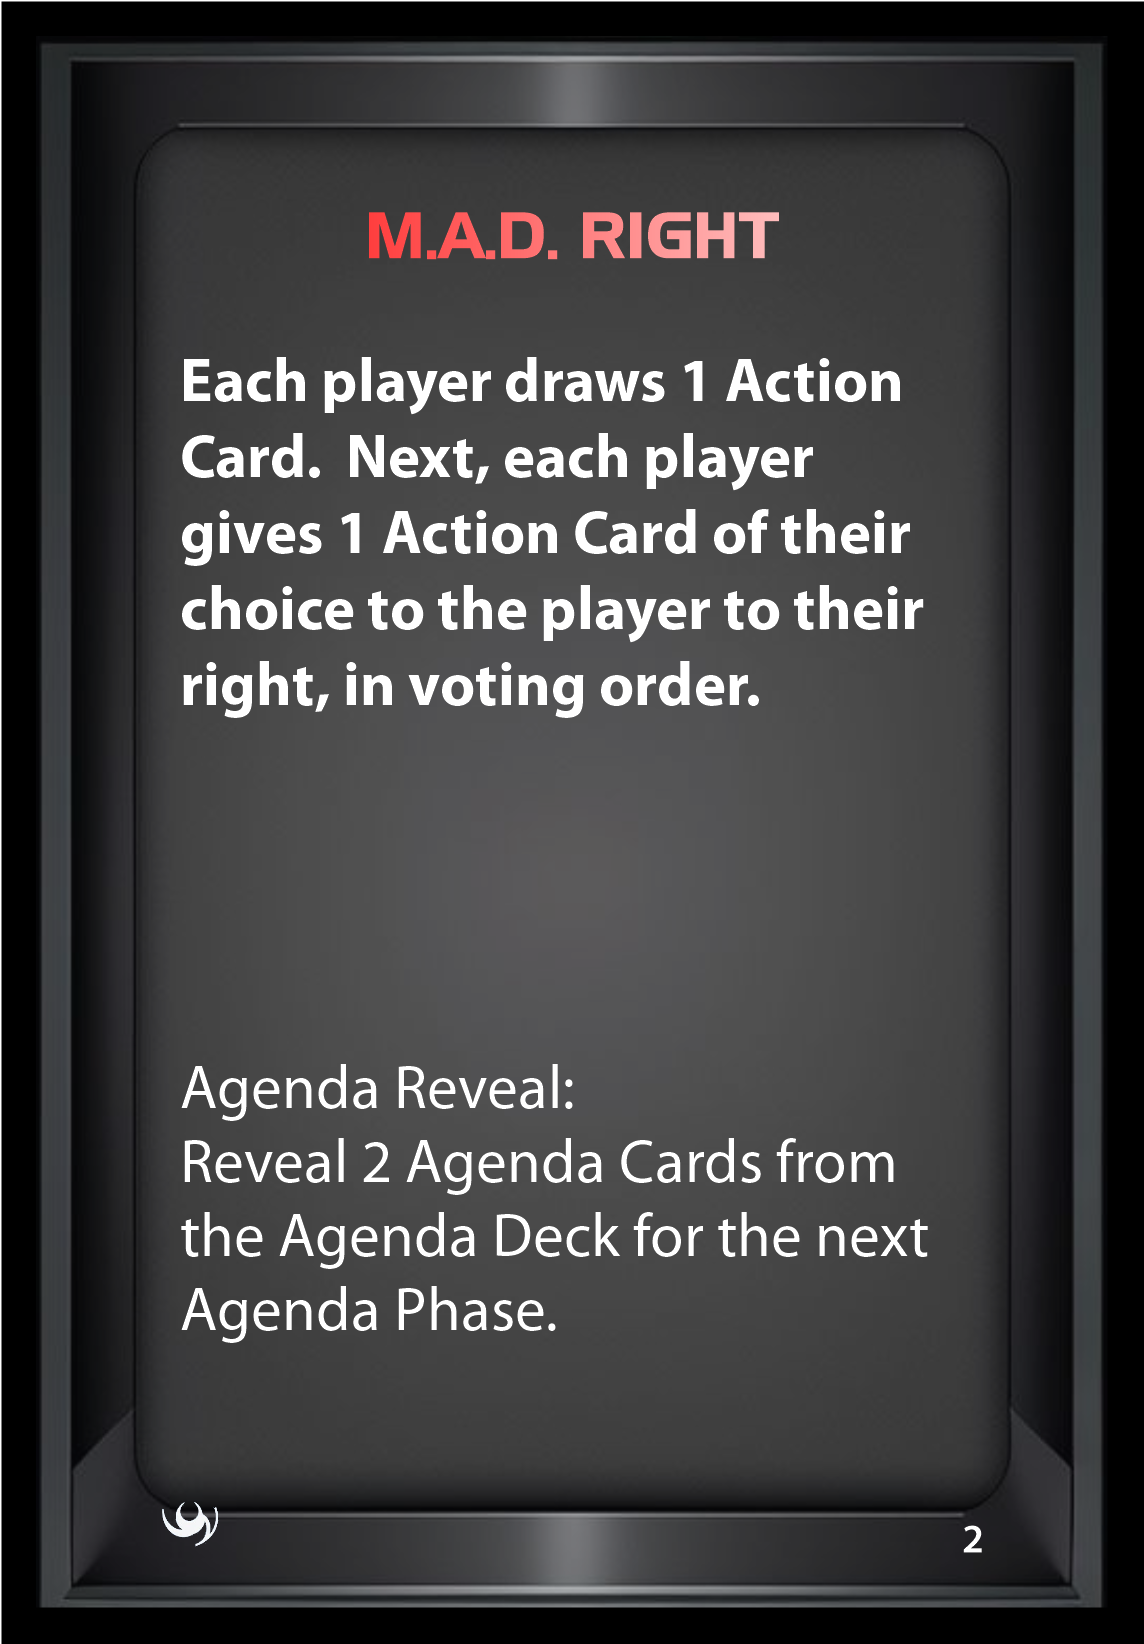 M.A.D. RIGHT
Each player draws 1 Action
Card.  Next, each player
gives 1 Action Card of their
choice to the player to their
right, in voting order.
Agenda Reveal:
Reveal 2 Agenda Cards from
the Agenda Deck for the next
Agenda Phase.
2